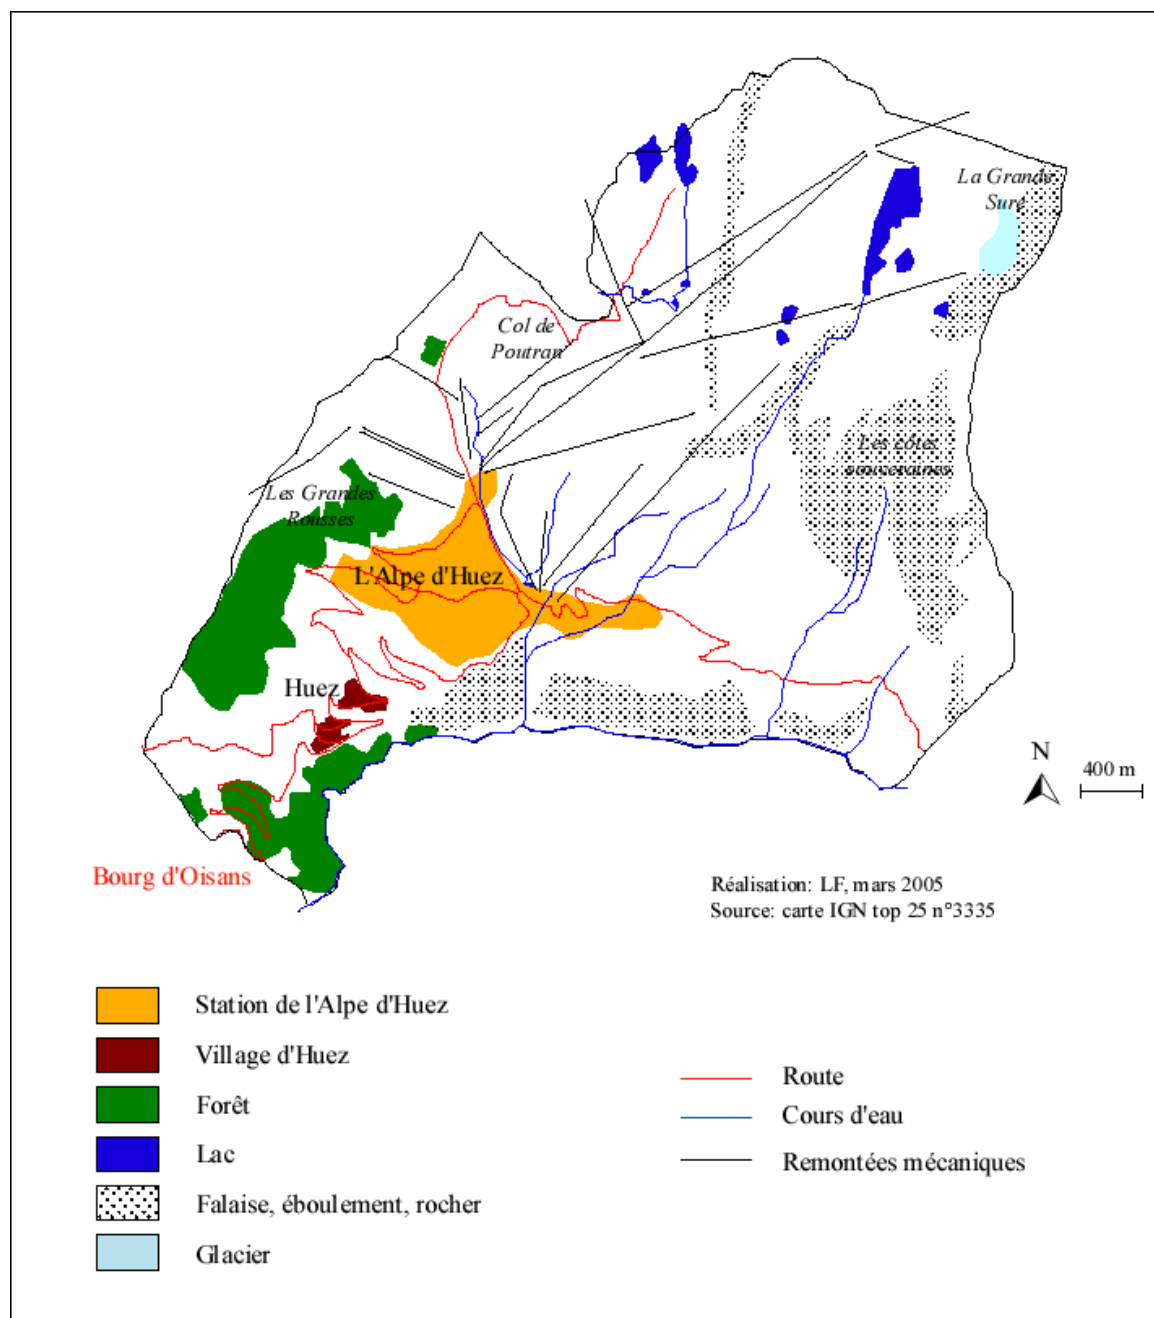 La Grande
Sure
Col de
Poutran
Les côtes
souveraines
Les Grandes
Rousses
L'Alpe d'Huez
Huez
N
400 m
Bourg d'Oisans
Réalisation: LF, mars 2005
Source: carte IGN top 25 n°3335
Station de l'Alpe d'Huez
Village d'Huez
Forêt
Lac
Falaise, éboulement, rocher
Glacier
Route
Cours d'eau
Remontées mécaniques